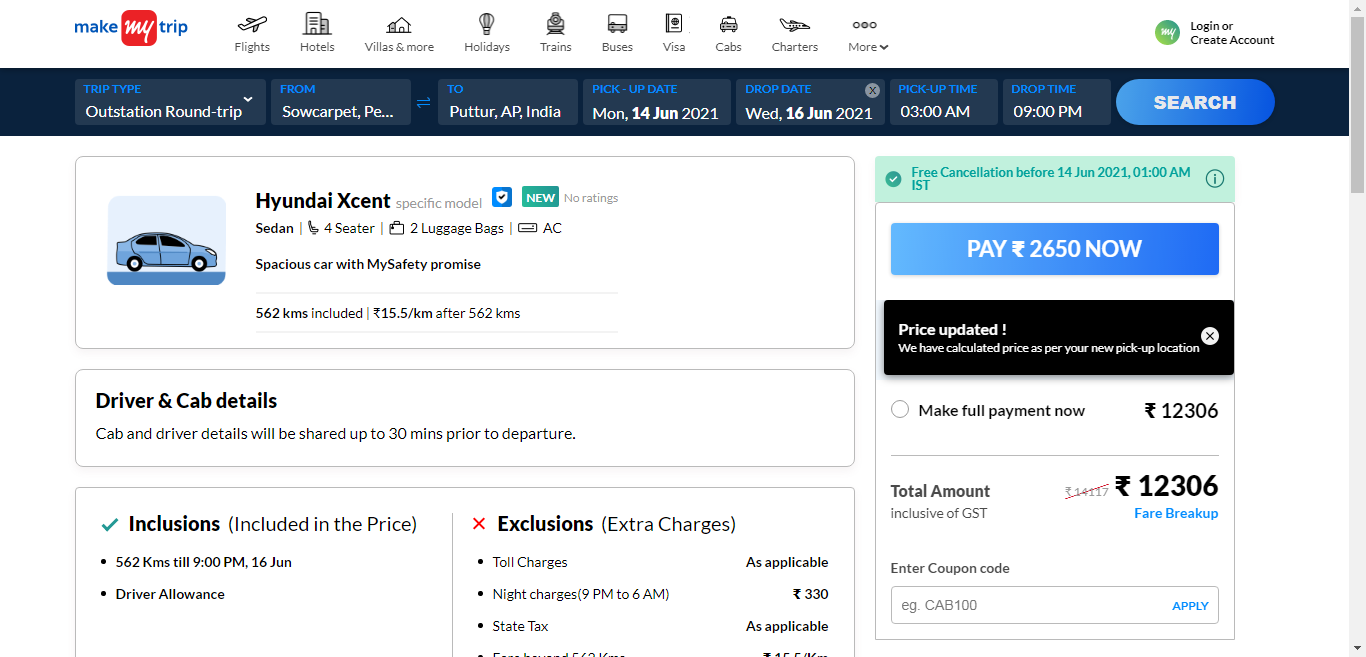 make my trip
Flights
Hotels
Villas & more
Holidays
Trains
Buses
Visa
Cabs
Charters
More
my
Login or
Create Account
TRIP TYPE
Outstation Round-trip
FROM
Sowcarpet, Pe...
TO
Puttur, AP, India
PICK - UP DATE
Mon, 14 Jun 2021
DROP DATE
Wed, 16 Jun 2021
PICK-UP TIME
03:00 AM
DROP TIME
09:00 PM
SEARCH
Hyundai Xcent specific model NEW No ratings
Sedan | 4 Seater | 2 Luggage Bags | AC
Spacious car with MySafety promise
562 kms included | ₹15.5/km after 562 kms
Driver & Cab details
Cab and driver details will be shared up to 30 mins prior to departure.
Inclusions (Included in the Price)
562 Kms till 9:00 PM, 16 Jun
Driver Allowance
Exclusions (Extra Charges)
Toll Charges As applicable
Night charges(9 PM to 6 AM) ₹ 330
State Tax As applicable
Fare beyond 562 Kms ₹ 15.5/Km
Free Cancellation before 14 Jun 2021, 01:00 AM
IST
PAY ₹ 2650 NOW
Price updated !
We have calculated price as per your new pick-up location
Make full payment now ₹ 12306
Total Amount ₹ 14117 ₹ 12306
inclusive of GST Fare Breakup
Enter Coupon code
eg. CAB100 APPLY